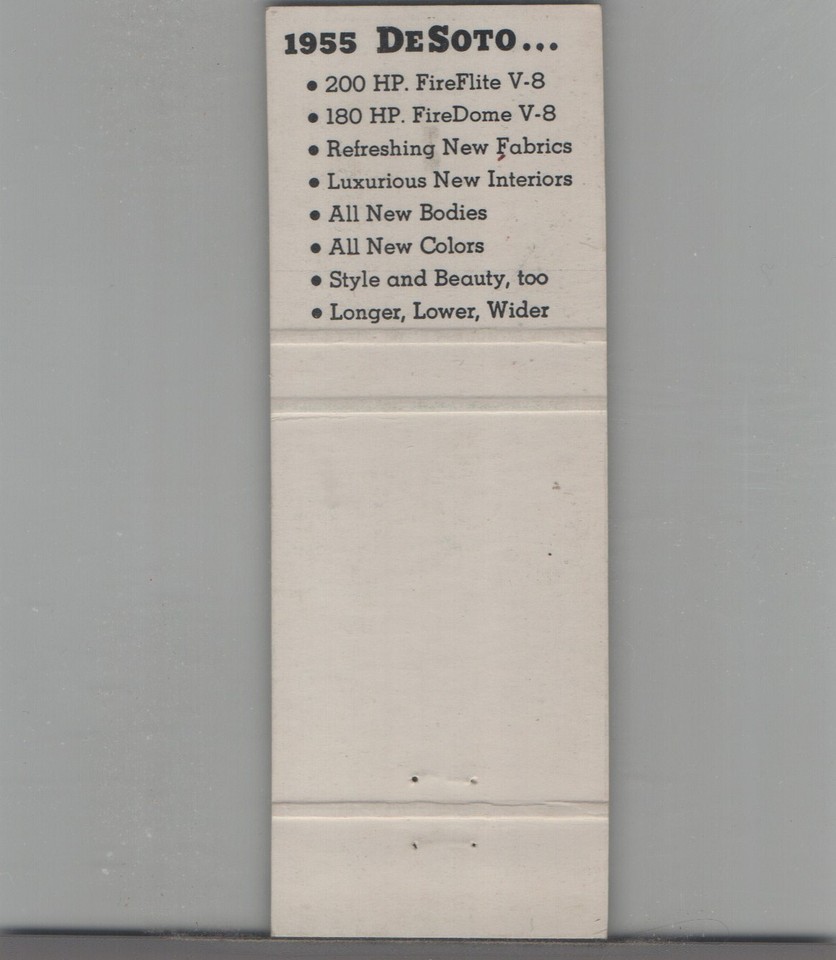 1955 DESOTO...
• 200 HP. FireFlite V-8
• 180 HP. FireDome V-8
• Refreshing New Fabrics
• Luxurious New Interiors
• All New Bodies
• All New Colors
• Style and Beauty, too
• Longer, Lower, Wider